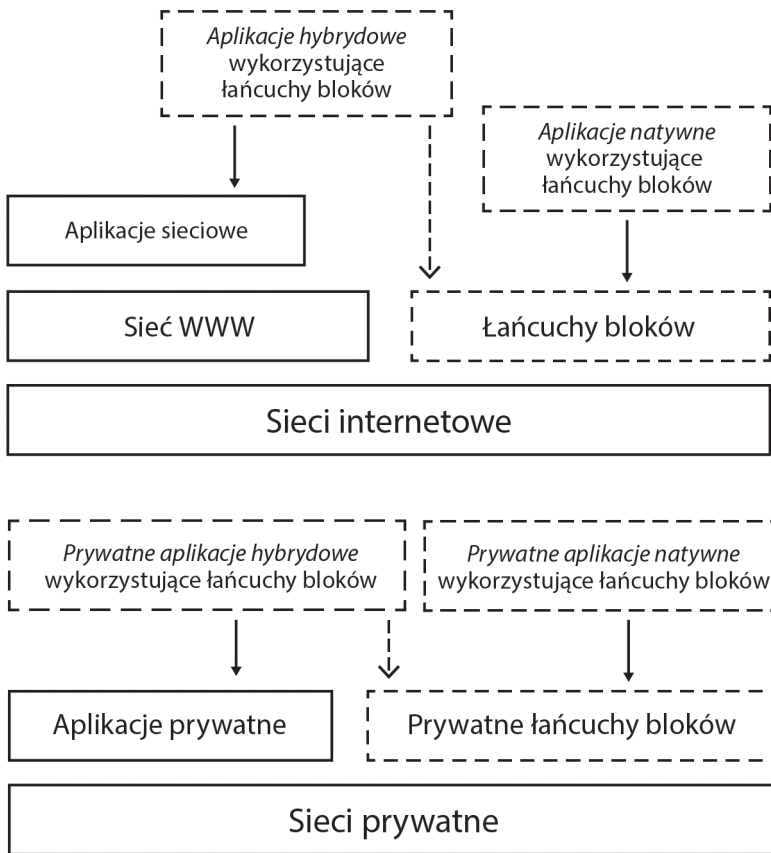 Aplikacje hybrydowe
wykorzystujące
łańcuchy bloków
Aplikacje natywne
wykorzystujące
łańcuchy bloków
Aplikacje sieciowe
Sieć WWW
Łańcuchy bloków
Sieci internetowe
Prywatne aplikacje hybrydowe
wykorzystujące łańcuchy bloków
Prywatne aplikacje natywne
wykorzystujące łańcuchy bloków
Aplikacje prywatne
Prywatne łańcuchy bloków
Sieci prywatne